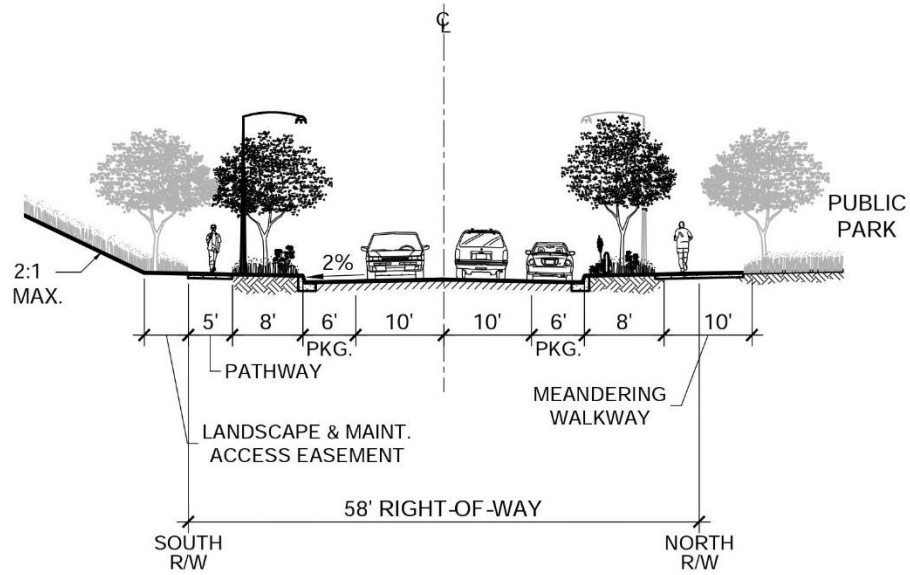 ℄
PUBLIC
PARK
2:1
MAX.
2%
5'
8'
6'
10'
10'
6'
8'
10'
PKG.
PKG.
PATHWAY
MEANDERING
WALKWAY
LANDSCAPE & MAINT.
ACCESS EASEMENT
58' RIGHT-OF-WAY
SOUTH
R/W
NORTH
R/W